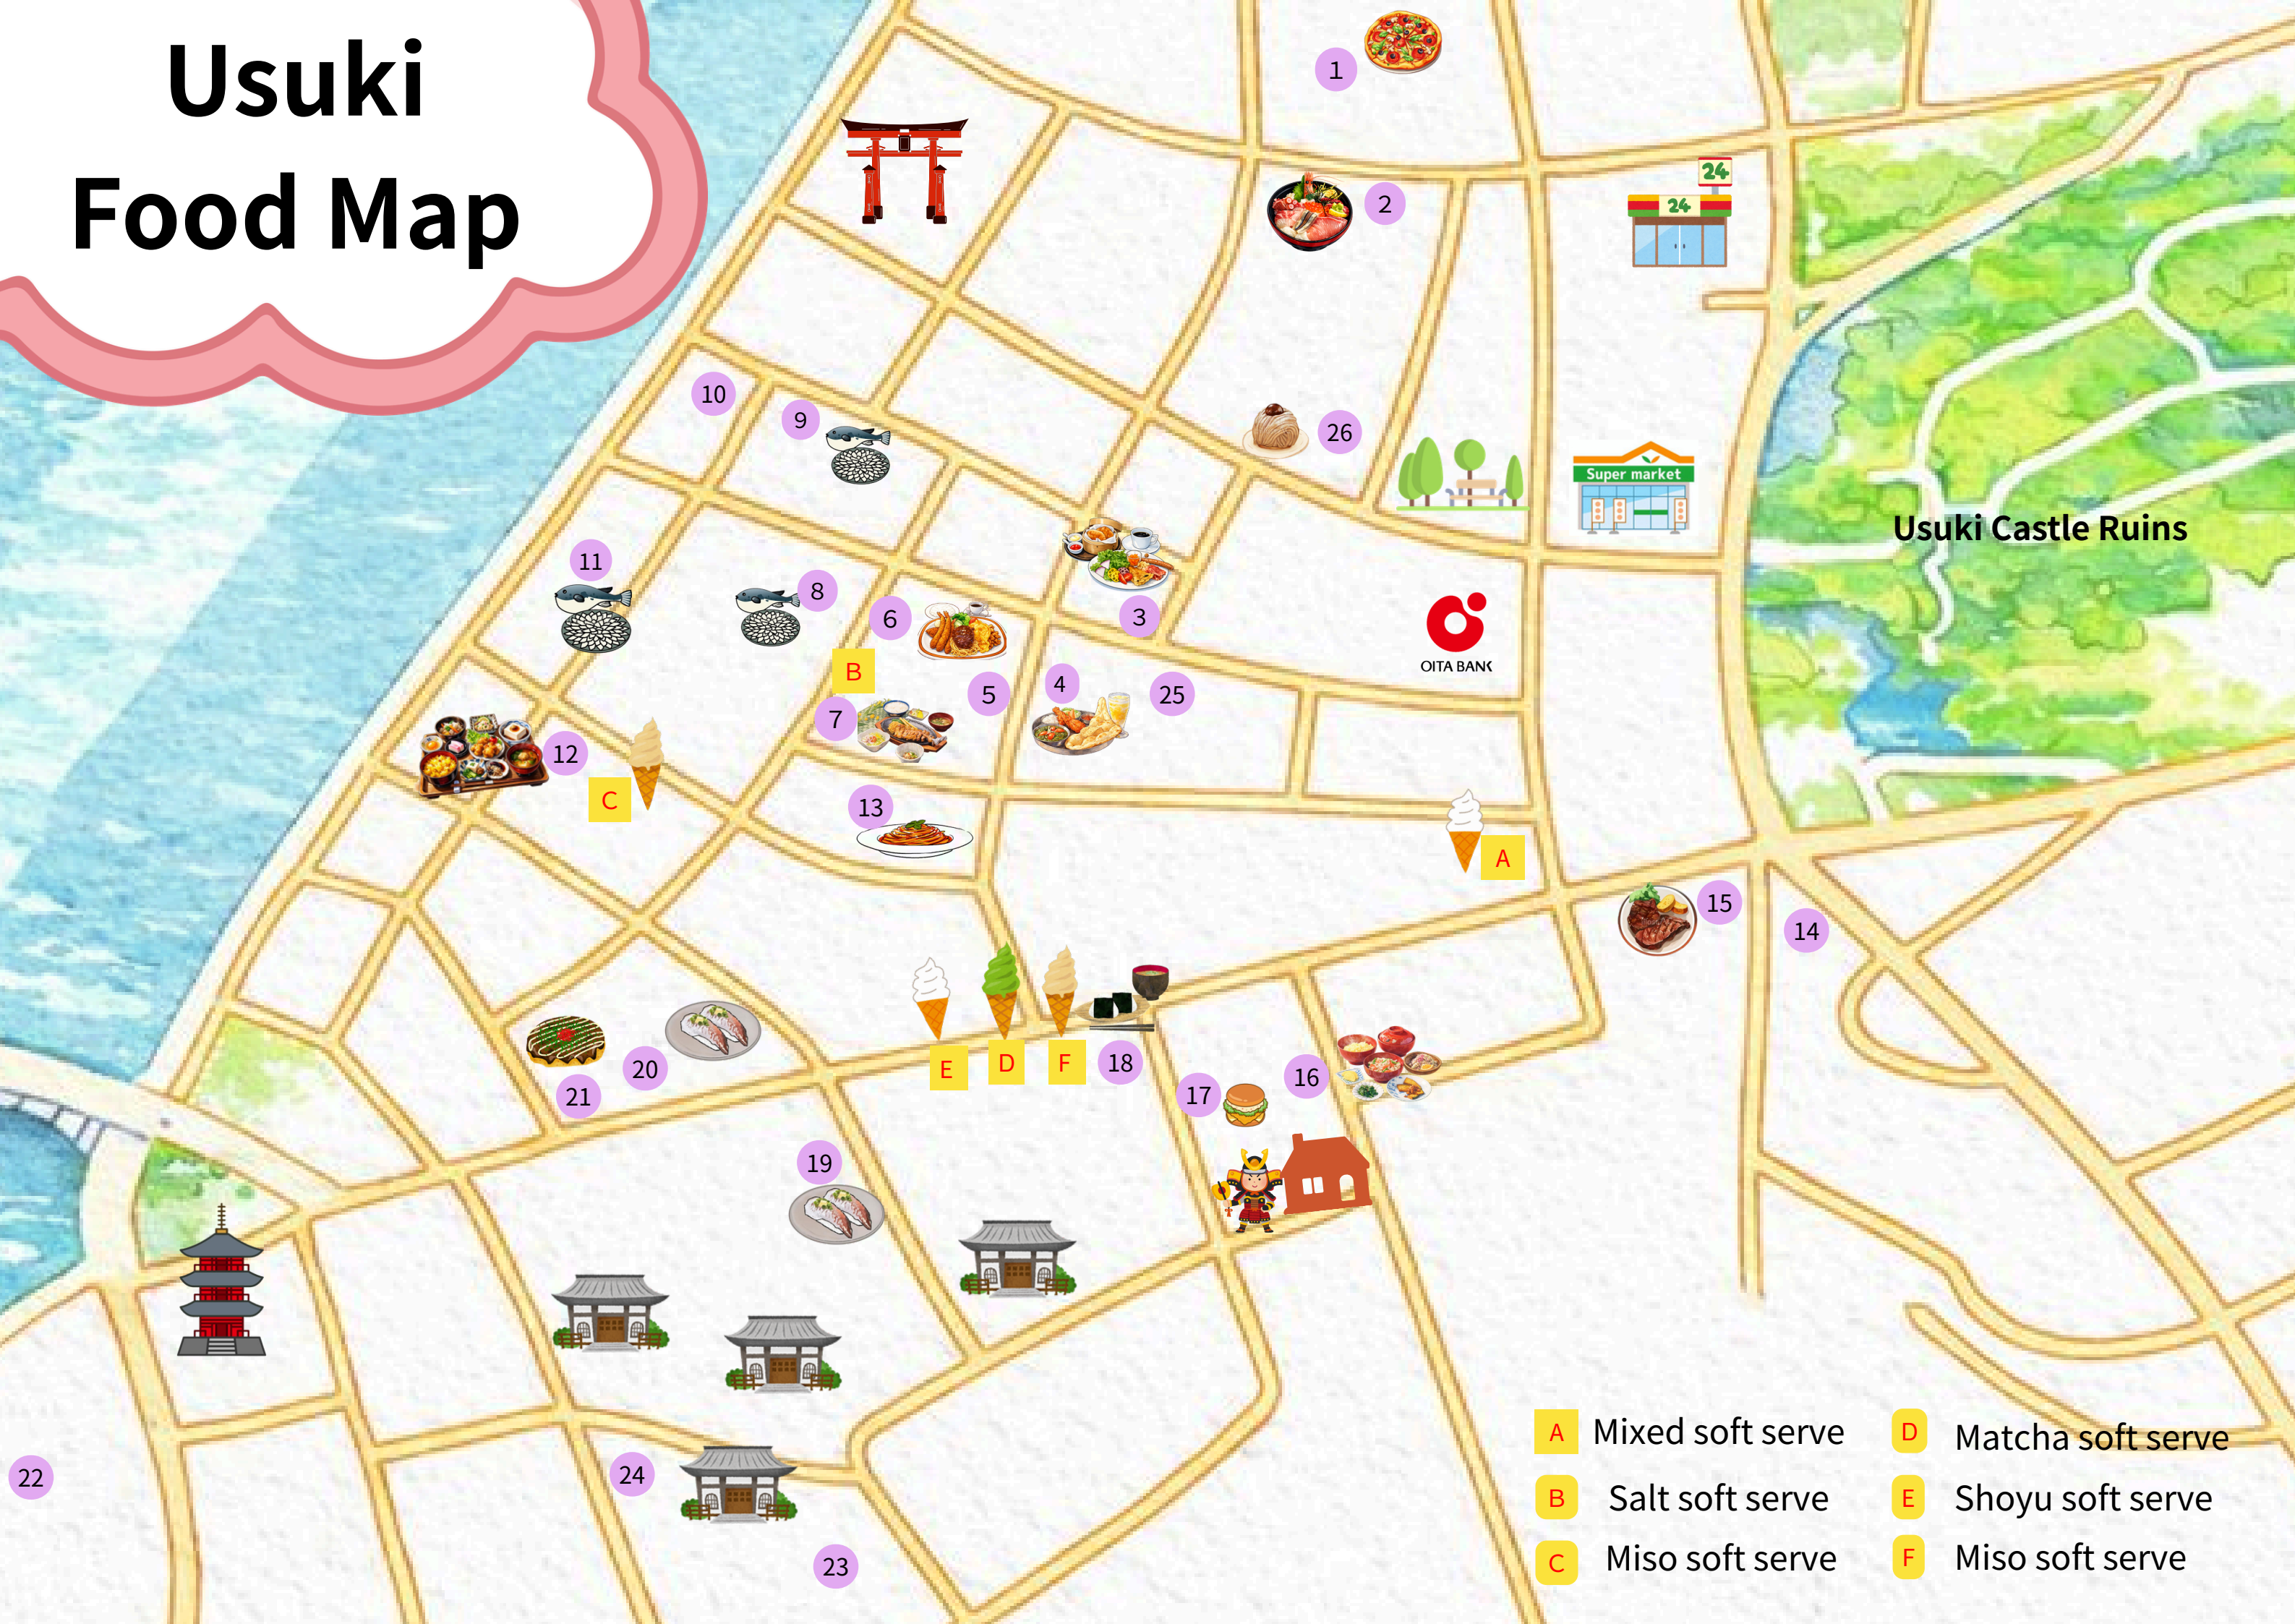 Usuki
Food Map
1
24
24
2
10
9
26
Super market
Usuki Castle Ruins
11
8
6
3
OITA BANK
B
4
5
25
7
12
C
13
A
15
14
E
D
F
18
20
21
17
16
19
22
24
23
A Mixed soft serve
B Salt soft serve
C Miso soft serve
D Matcha soft serve
E Shoyu soft serve
F Miso soft serve